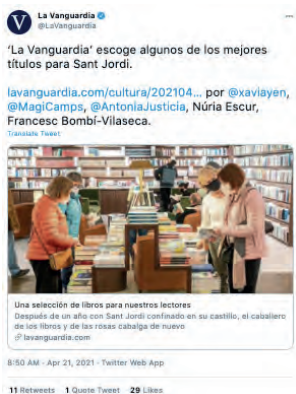 La Vanguardia
@LaVanguardia
‘La Vanguardia’ escoge algunos de los mejores
títulos para Sant Jordi.
lavanguardia.com/cultura/202104... por @xaviayen,
@MagiCamps, @AntoniaJusticia, Núria Escur,
Francesc Bombí-Vilaseca.
Translate Tweet
Una selección de libros para nuestros lectores
Después de un año con Sant Jordi confinado en su castillo, el caballero
de los libros y de las rosas cabalga de nuevo
lavanguardia.com
8:50 AM · Apr 21, 2021 · Twitter Web App
11 Retweets 1 Quote Tweet 29 Likes